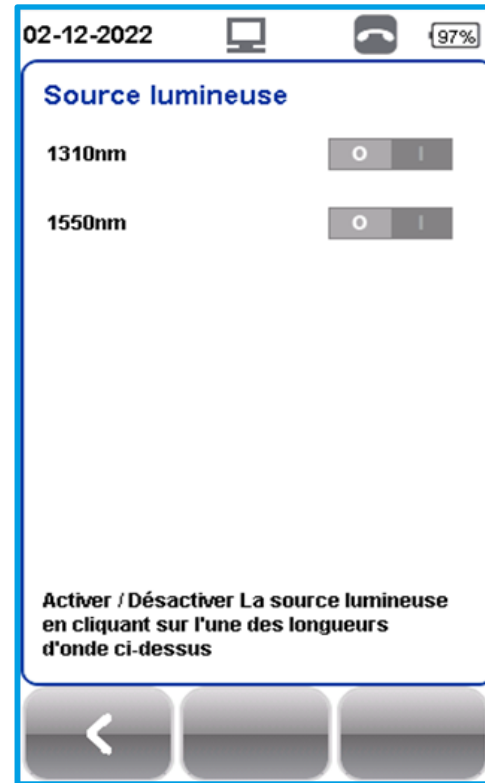 02-12-2022 97%
Source lumineuse
1310nm O I
1550nm O I
Activer / Désactiver La source lumineuse
en cliquant sur l'une des longueurs
d'onde ci-dessus